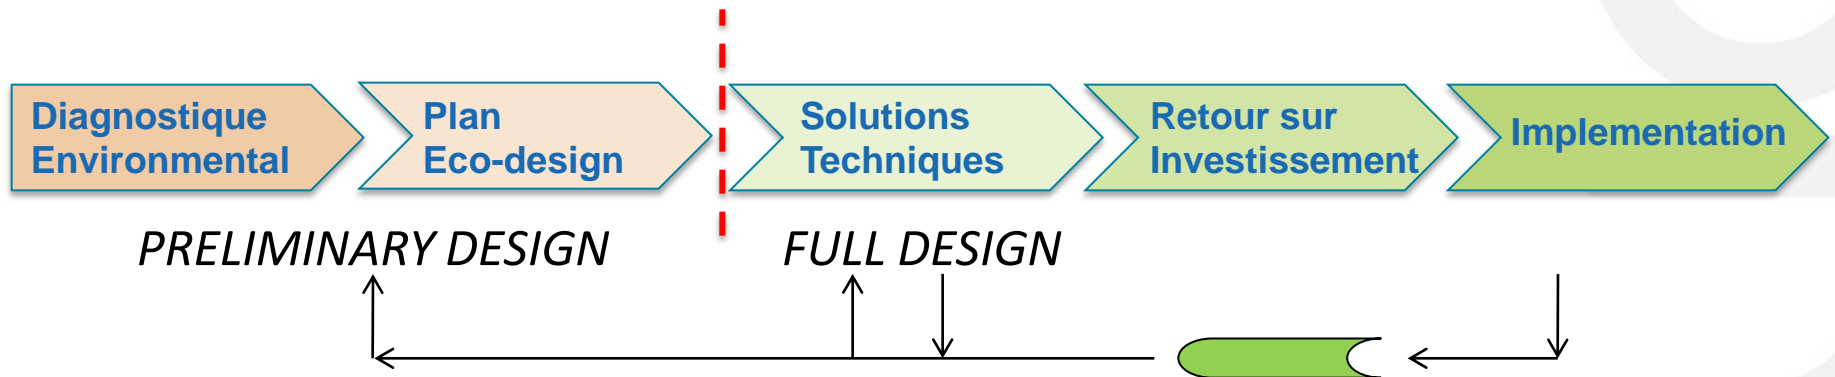 Diagnostique
Environmental
Plan
Eco-design
Solutions
Techniques
Retour sur
Investissement
Implementation
PRELIMINARY DESIGN
FULL DESIGN